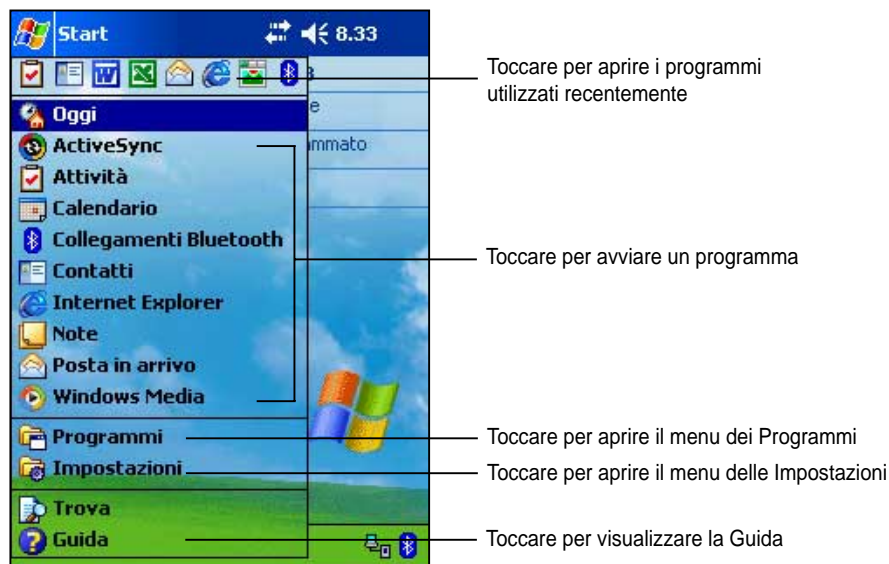 Start 8.33
Toccare per aprire i programmi
utilizzati recentemente
Oggi
ActiveSync
ammato
Attività
Calendario
Collegamenti Bluetooth
Toccare per avviare un programma
Contatti
Internet Explorer
Note
Posta in arrivo
Windows Media
Programmi
Toccare per aprire il menu dei Programmi
Impostazioni
Toccare per aprire il menu delle Impostazioni
Trova
Guida
Toccare per visualizzare la Guida